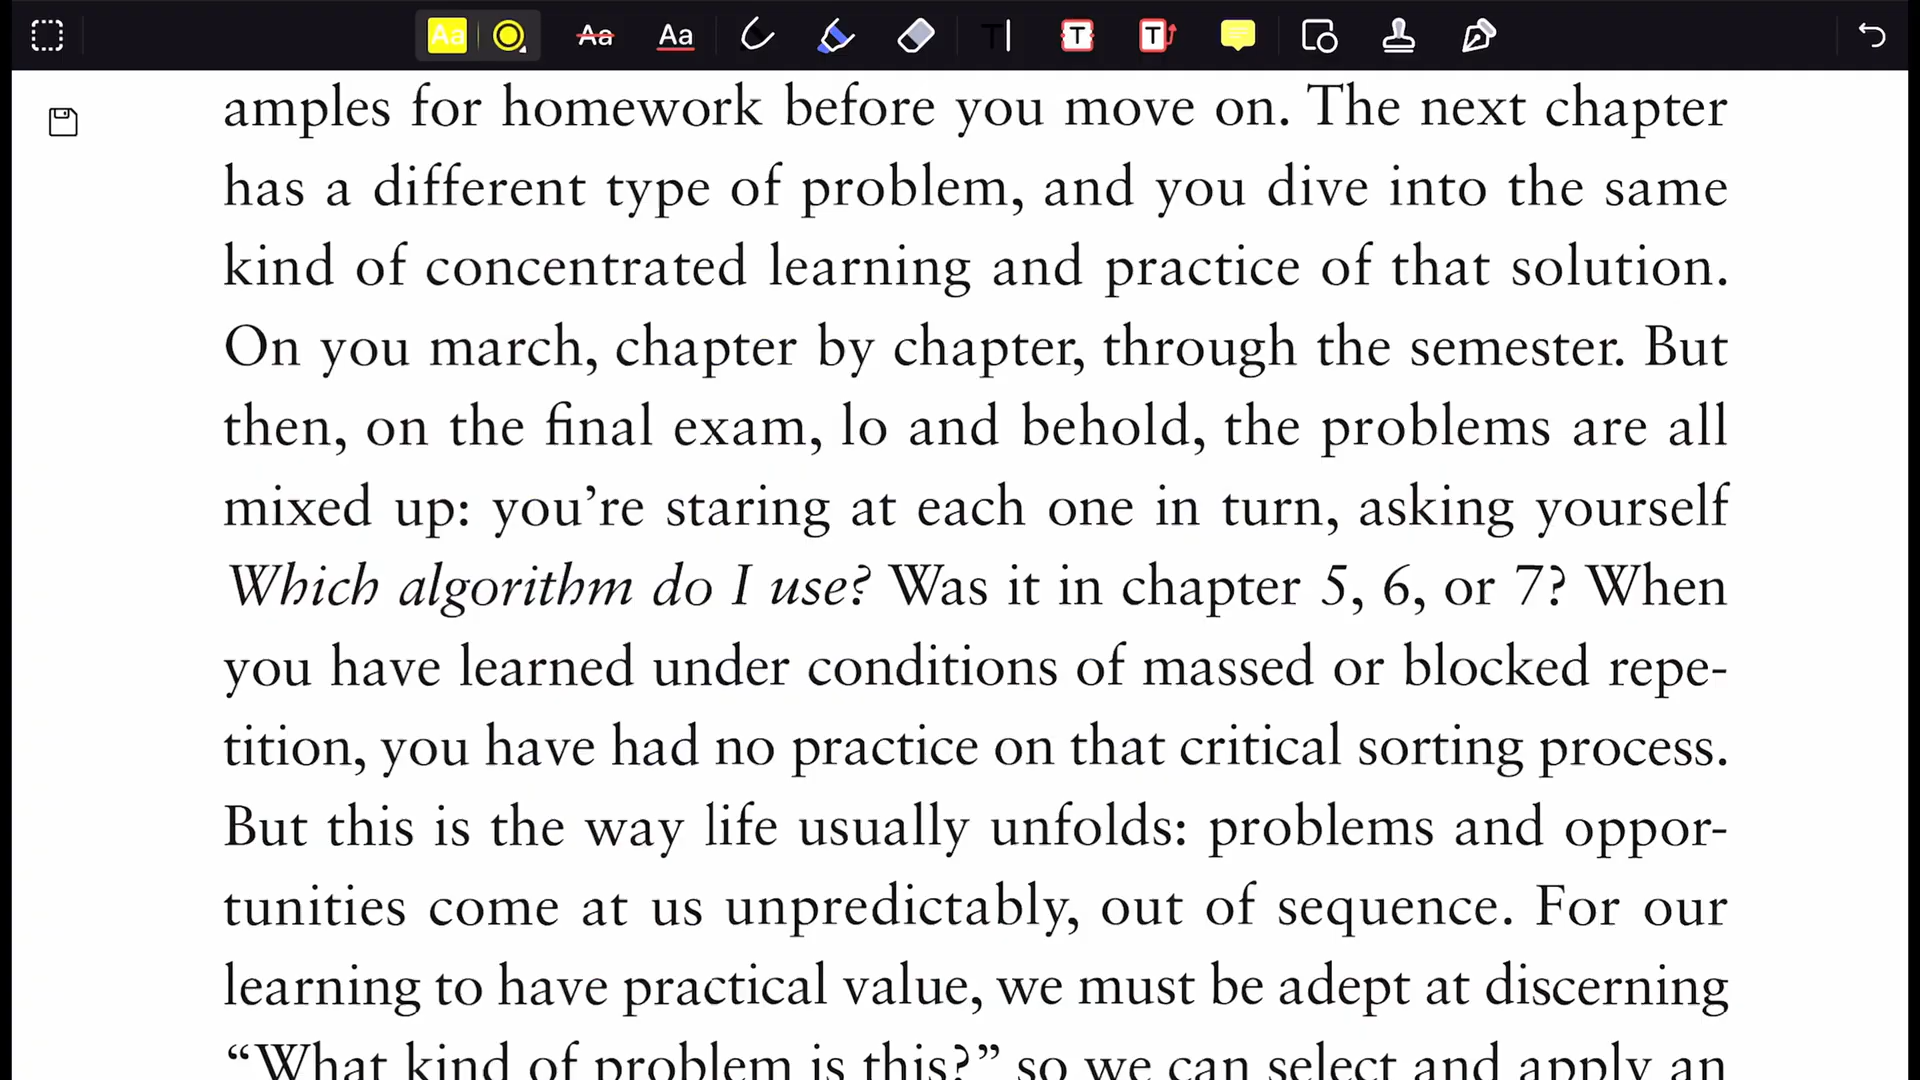 Aa Aa Aa T T T
amples for homework before you move on. The next chapter
has a different type of problem, and you dive into the same
kind of concentrated learning and practice of that solution.
On you march, chapter by chapter, through the semester. But
then, on the final exam, lo and behold, the problems are all
mixed up: you’re staring at each one in turn, asking yourself
Which algorithm do I use? Was it in chapter 5, 6, or 7? When
you have learned under conditions of massed or blocked repe-
tition, you have had no practice on that critical sorting process.
But this is the way life usually unfolds: problems and oppor-
tunities come at us unpredictably, out of sequence. For our
learning to have practical value, we must be adept at discerning
“What kind of problem is this?” so we can select and apply an